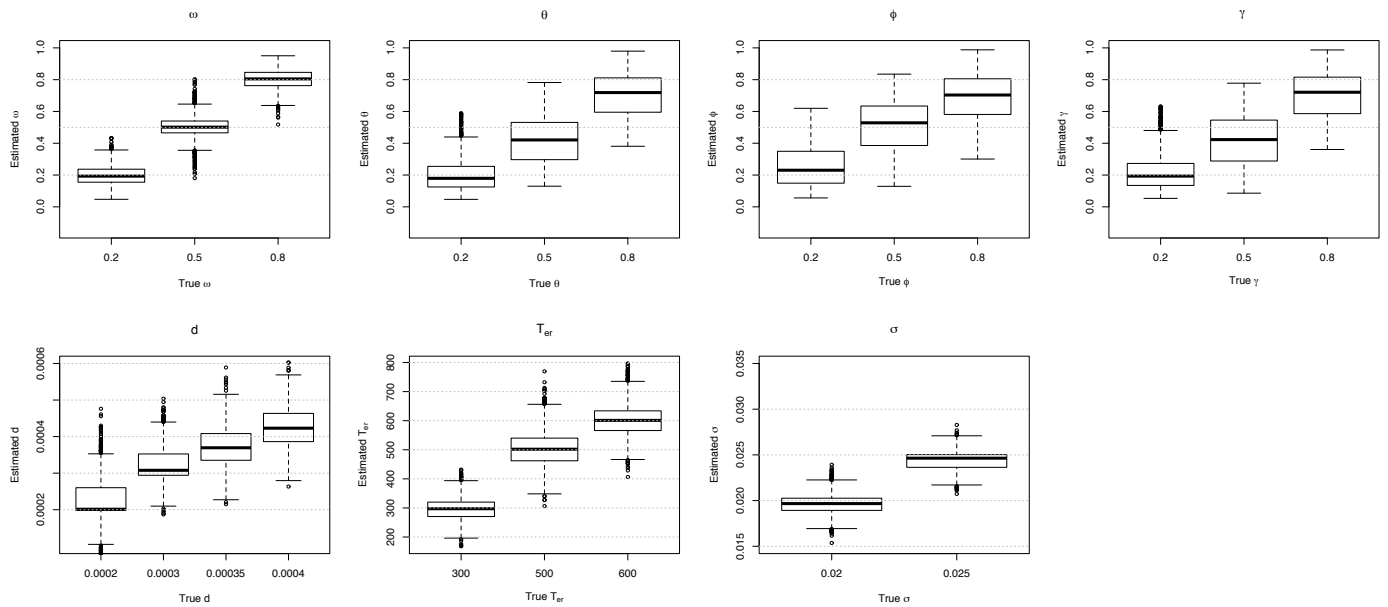 ω
Estimated ω
1.0
0.8
0.6
0.4
0.2
0.0
0.2 0.5 0.8
True ω
θ
Estimated θ
1.0
0.8
0.6
0.4
0.2
0.0
0.2 0.5 0.8
True θ
ϕ
Estimated ϕ
1.0
0.8
0.6
0.4
0.2
0.0
0.2 0.5 0.8
True ϕ
γ
Estimated γ
1.0
0.8
0.6
0.4
0.2
0.0
0.2 0.5 0.8
True γ
d
Estimated d
0.0006
0.0004
0.0002
0.0002 0.0003 0.00035 0.0004
True d
Ter
Estimated Ter
800
700
600
500
400
300
200
300 500 600
True Ter
σ
Estimated σ
0.035
0.030
0.025
0.020
0.015
0.02 0.025
True σ